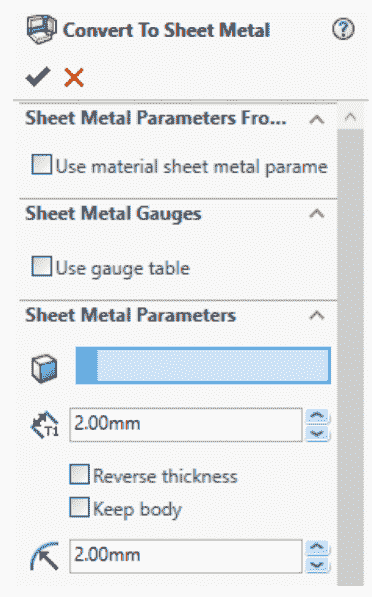 Convert To Sheet Metal
Sheet Metal Parameters Fro...
Use material sheet metal parame
Sheet Metal Gauges
Use gauge table
Sheet Metal Parameters
T1
2.00mm
Reverse thickness
Keep body
2.00mm